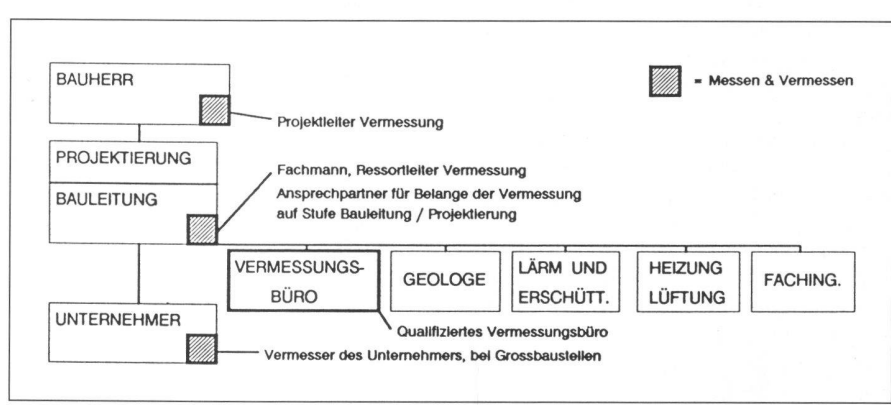 BAUHERR
= Messen & Vermessen
Projektleiter Vermessung
PROJEKTIERUNG
Fachmann, Ressortleiter Vermessung
Ansprechpartner für Belange der Vermessung
auf Stufe Bauleitung / Projektierung
BAULEITUNG
VERMESSUNGS-
BÜRO
GEOLOGE
LÄRM UND
ERSCHÜTT.
HEIZUNG
LÜFTUNG
FACHING.
UNTERNEHMER
Qualifiziertes Vermessungsbüro
Vermesser des Unternehmers, bei Grossbaustellen